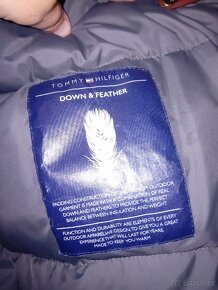 TOMMY HILFIGER
DOWN & FEATHER
PADDING CONSTRUCTION OUTDOOR
GARMENT IS MADE WITH A COMBINATION OF REAL
DOWN AND FEATHERS TO PROVIDE THE PERFECT
BALANCE BETWEEN INSULATION AND WEIGHT.
FUNCTION AND DURABILITY ARE ELEMENTS OF EVERY
OUTDOOR APPAREL DESIGN TO GIVE YOU A GREAT
EXPERIENCE THAT WILL LAST FOR YEARS.
MADE TO KEEP YOU WARM